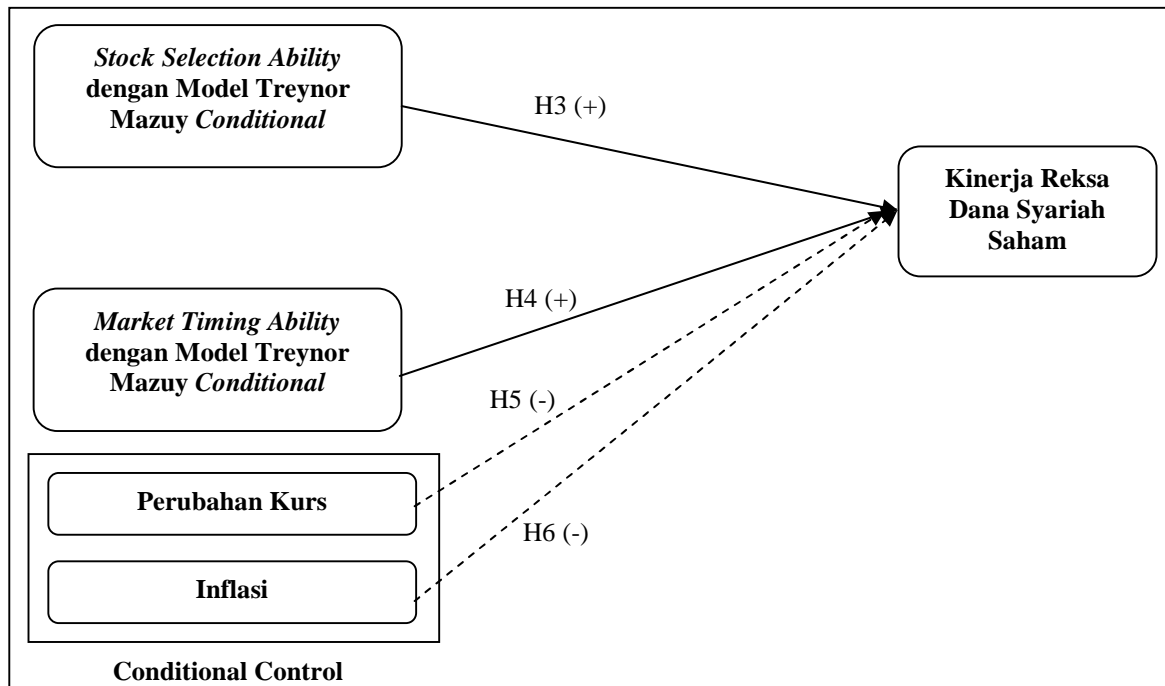 Stock Selection Ability
dengan Model Treynor
Mazuy Conditional
H3 (+)
Kinerja Reksa
Dana Syariah
Saham
Market Timing Ability
dengan Model Treynor
Mazuy Conditional
H4 (+)
H5 (-)
Perubahan Kurs
H6 (-)
Inflasi
Conditional Control